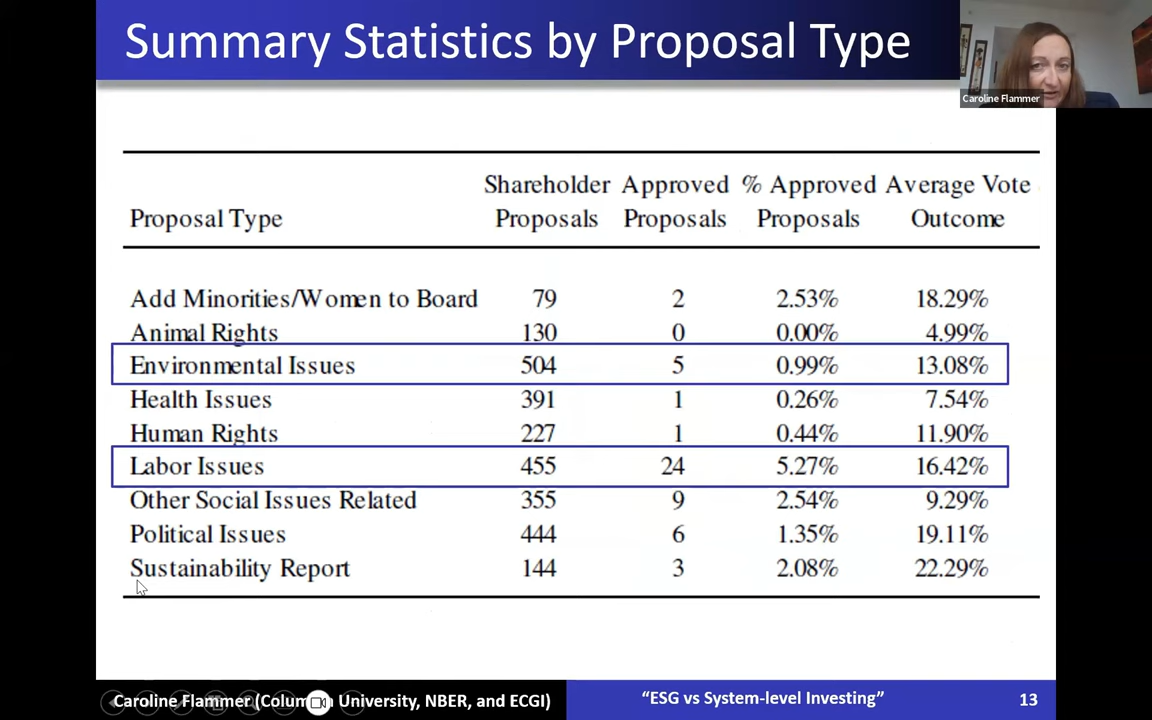 Summary Statistics by Proposal Type
Caroline Flammer
Shareholder Approved % Approved Average Vote
Proposal Type Proposals Proposals Proposals Outcome
Add Minorities/Women to Board 79 2 2.53% 18.29%
Animal Rights 130 0 0.00% 4.99%
Environmental Issues 504 5 0.99% 13.08%
Health Issues 391 1 0.26% 7.54%
Human Rights 227 1 0.44% 11.90%
Labor Issues 455 24 5.27% 16.42%
Other Social Issues Related 355 9 2.54% 9.29%
Political Issues 444 6 1.35% 19.11%
Sustainability Report 144 3 2.08% 22.29%
Caroline Flammer (Colum University, NBER, and ECGI) "ESG vs System-level Investing" 13